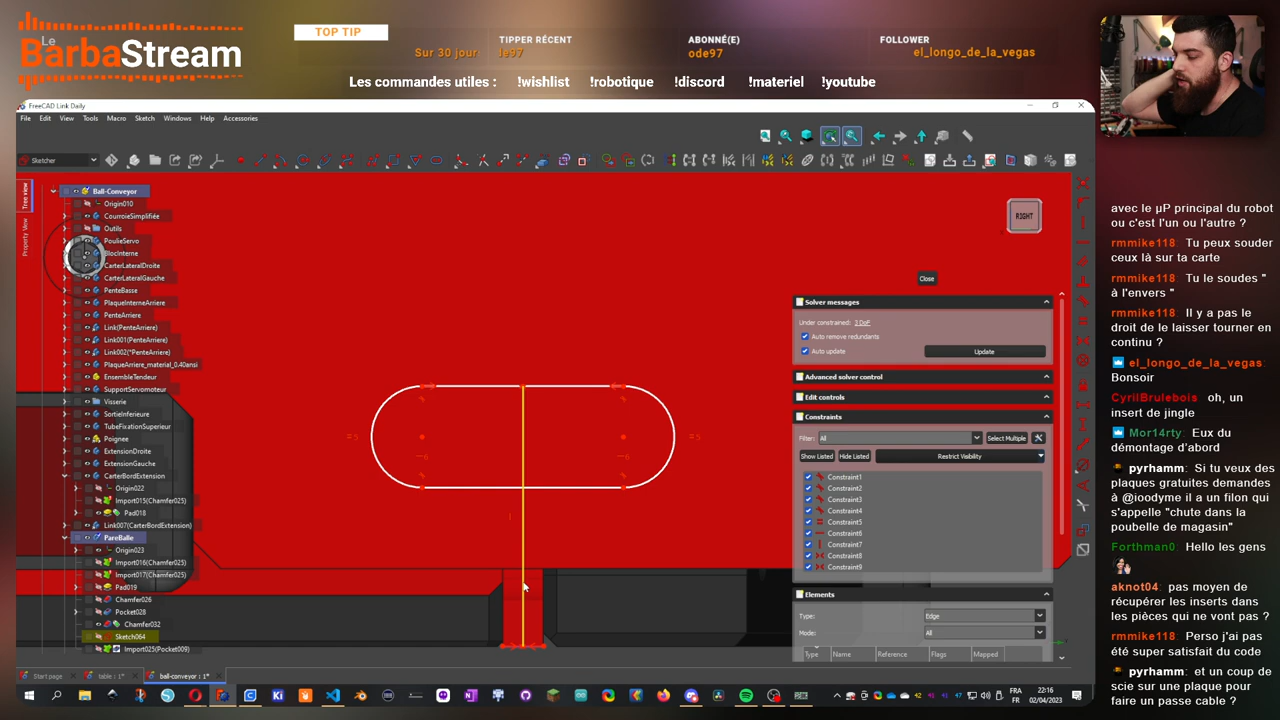 Le
BarbaStream
TOP TIP
Sur 30 jour:
TIPPER RÉCENT
le97
ABONNÉ(E)
ode97
FOLLOWER
el_longo_de_la_vegas
Les commandes utiles : !wishlist !robotique !discord !materiel !youtube
FreeCAD Link Daily
File Edit View Tools Macro Sketch Windows Help Accessories
Sketcher
Tree view
Property View
Ball-Conveyor
Origin010
CourroieSimplifiée
Outils
PoulieServo
BlocInterne
CarterLateralDroite
CarterLateralGauche
PenteBasse
PlaqueInterneArriere
PenteArriere
Link(PenteArriere)
Link001(PenteArriere)
Link002(*PenteArriere)
PlaqueArriere_material_0.40ansi
EnsembleTendeur
SupportServomoteur
Visserie
SortieInferieure
TubeFixationSuperieur
Poignee
ExtensionDroite
ExtensionGauche
CarterBordExtension
Origin022
Import015(Chamfer025)
Pad018
Link007(CarterBordExtension)
PareBalle
Origin023
Import016(Chamfer025)
Import017(Chamfer025)
Pad019
Chamfer026
Pocket028
Chamfer032
Sketch064
Import025(Pocket009)
RIGHT
Close
Solver messages
Under constrained: 3 DoF
Auto remove redundants
Auto update
Update
Advanced solver control
Edit controls
Constraints
Filter: All Select Multiple
Show Listed Hide Listed Restrict Visibility
Constraint1
Constraint2
Constraint3
Constraint4
Constraint5
Constraint6
Constraint7
Constraint8
Constraint9
Elements
Type: Edge
Mode: All
Type Name Reference Flags Mapped
Start page
table : 1*
ball-conveyor : 1*
FRA
FR
22:16
02/04/2023
avec le µP principal du robot
ou c'est l'un ou l'autre ?
rmmike118: Tu peux souder
ceux là sur ta carte
rmmike118: Tu le soudes "
à l'envers "
rmmike118: Il y a pas le
droit de le laisser tourner en
continu ?
el_longo_de_la_vegas:
Bonsoir
CyrilBrulebois: oh, un
insert de jingle
Mor14rty: Eux du
démontage d'abord
pyrhamm: Si tu veux des
plaques gratuites demandes
à @ioodyme il a un filon qui
s'appelle "chute dans la
poubelle de magasin"
Forthman0: Hello les gens
aknot04: pas moyen de
récupérer les inserts dans
les pièces qui ne vont pas ?
rmmike118: Perso j'ai pas
été super satisfait du code
pyrhamm: et un coup de
scie sur une plaque pour
faire un passe cable ?